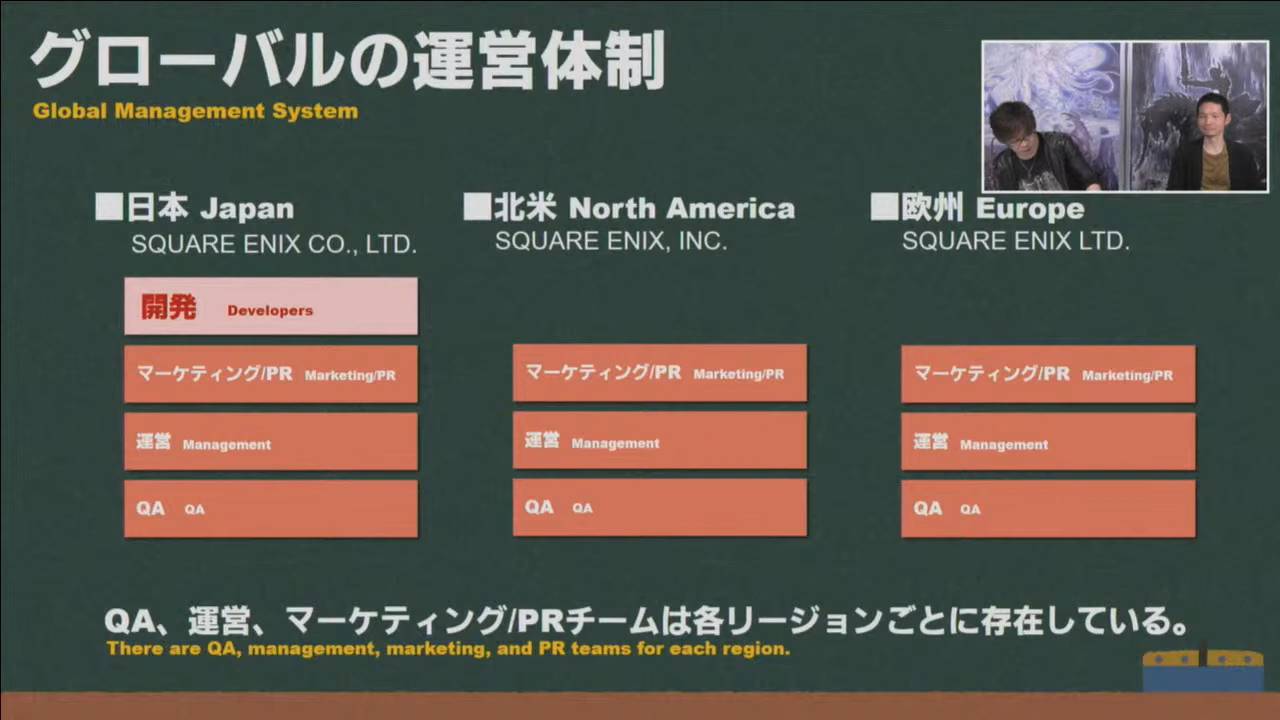 グローバルの運営体制
Global Management System
■日本 Japan
SQUARE ENIX CO., LTD.
開発 Developers
マーケティング/PR Marketing/PR
運営 Management
QA QA
■北米 North America
SQUARE ENIX, INC.
マーケティング/PR Marketing/PR
運営 Management
QA QA
■欧州 Europe
SQUARE ENIX LTD.
マーケティング/PR Marketing/PR
運営 Management
QA QA
QA、運営、マーケティング/PRチームは各リージョンごとに存在している。
There are QA, management, marketing, and PR teams for each region.